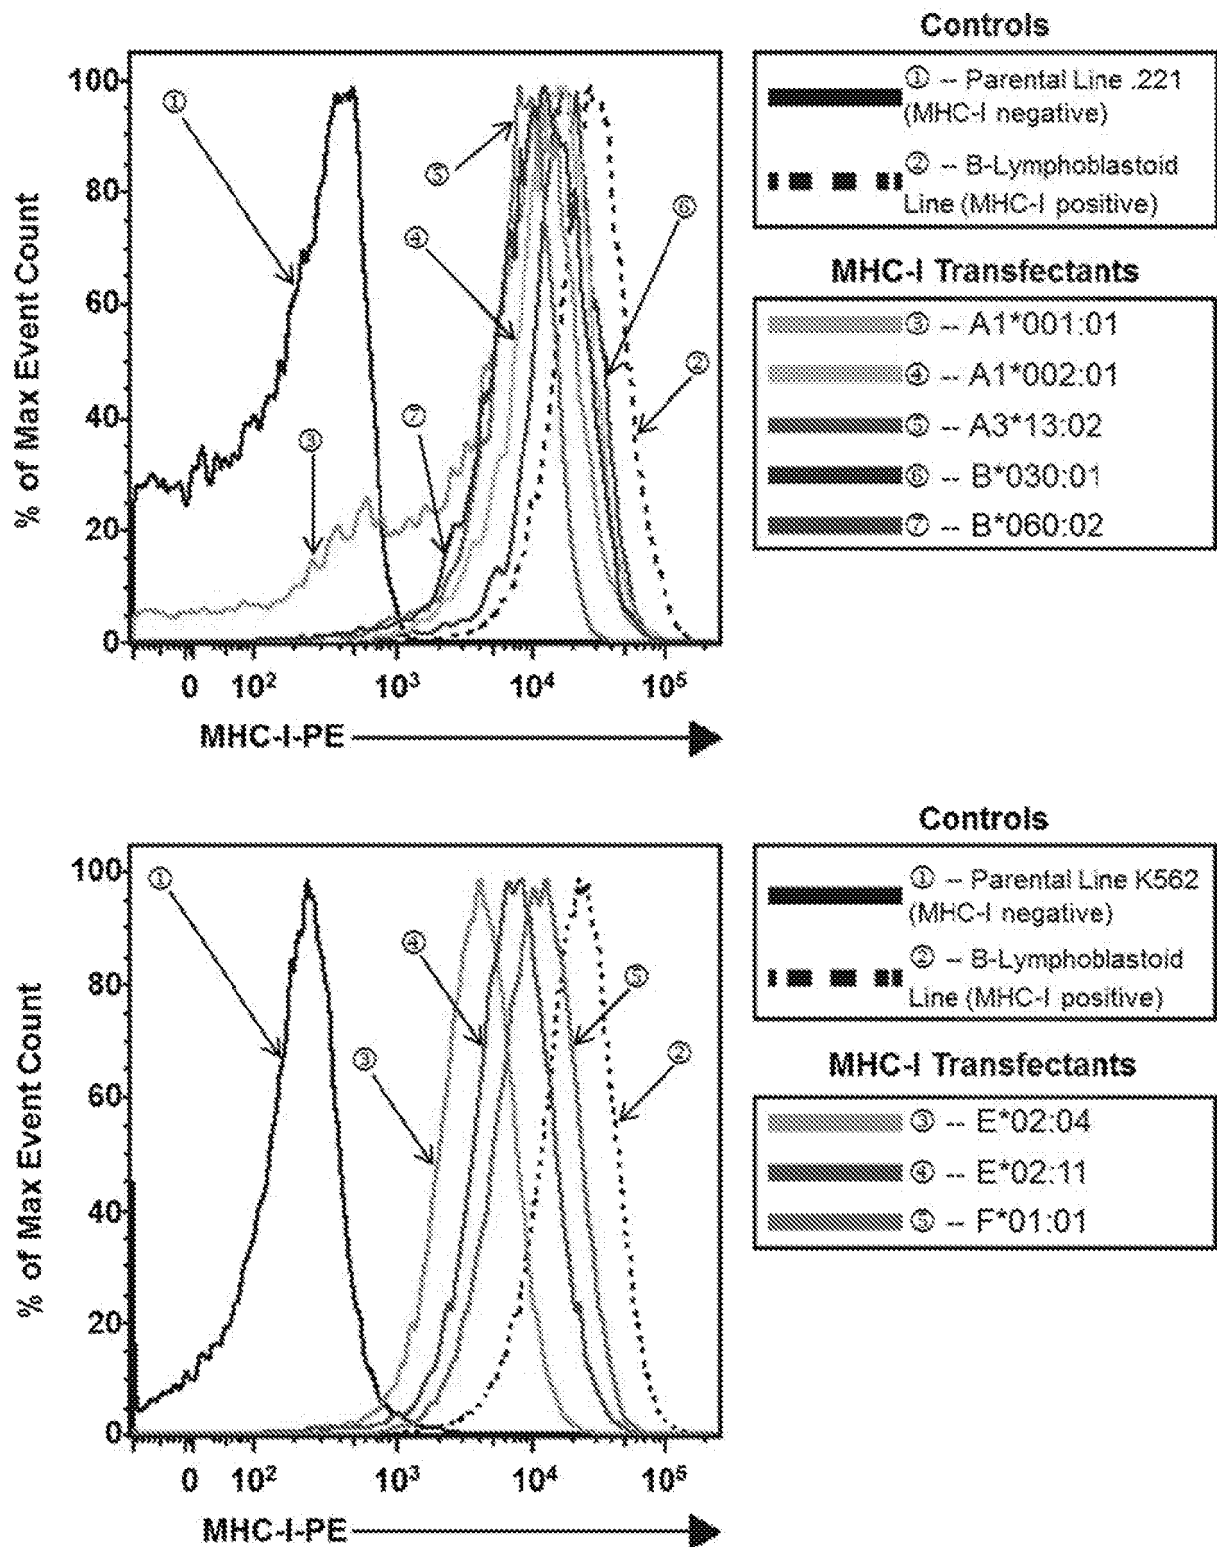 Controls
① -- Parental Line .221
(MHC-I negative)
② -- B-Lymphoblastoid
Line (MHC-I positive)
MHC-I Transfectants
③ -- A1*001:01
④ -- A1*002:01
⑤ -- A3*13:02
⑥ -- B*030:01
⑦ -- B*060:02
% of Max Event Count
100
80
60
40
20
0
① ⑤ ④ ⑥ ② ⑦ ③
0 10² 10³ 10⁴ 10⁵
MHC-I-PE
Controls
① -- Parental Line K562
(MHC-I negative)
② -- B-Lymphoblastoid
Line (MHC-I positive)
MHC-I Transfectants
③ -- E*02:04
④ -- E*02:11
⑤ -- F*01:01
% of Max Event Count
100
80
60
40
20
0
① ④ ⑤ ③ ②
0 10² 10³ 10⁴ 10⁵
MHC-I-PE